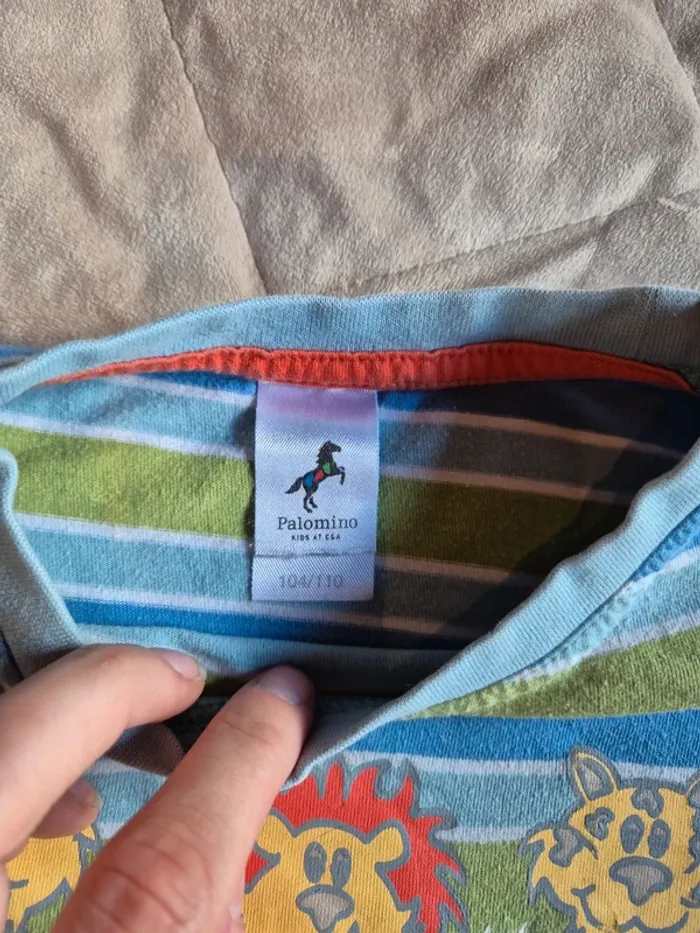 Palomino
KIDS AT C&A
104/110